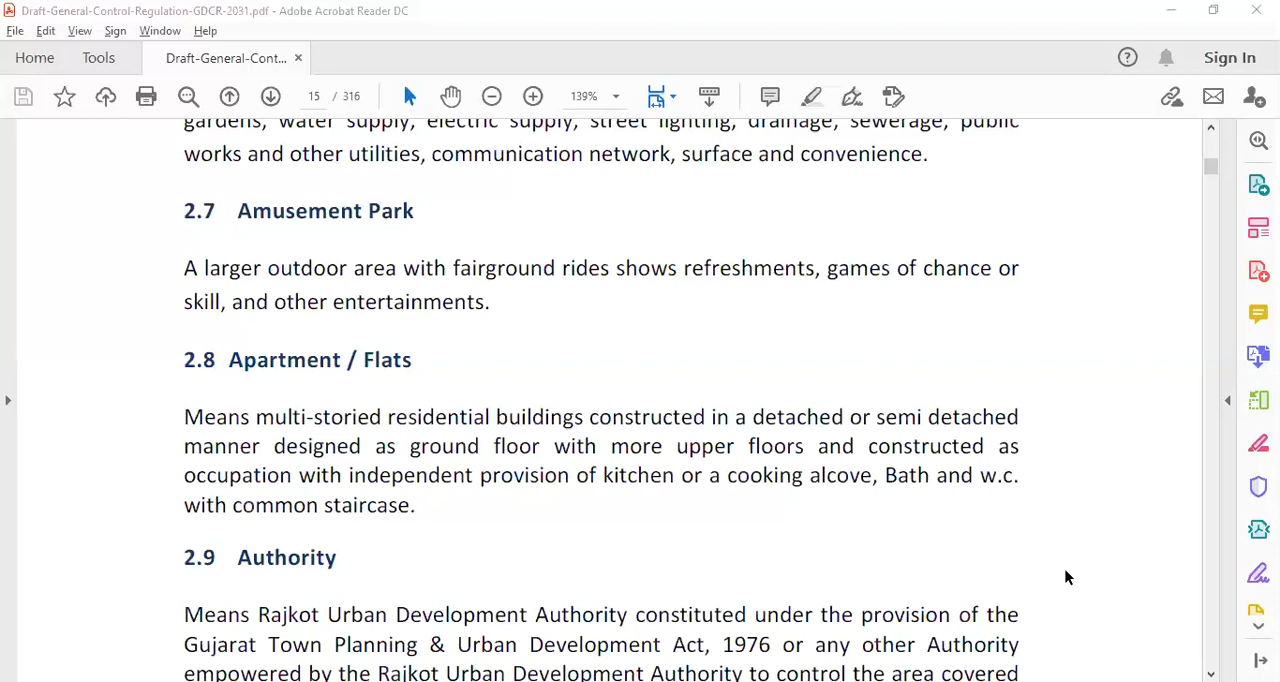 Draft-General-Control-Regulation-GDCR-2031.pdf - Adobe Acrobat Reader DC
File Edit View Sign Window Help
Home Tools Draft-General-Cont... × Sign In
15 / 316 139%
gardens, water supply, electric supply, street lighting, drainage, sewerage, public
works and other utilities, communication network, surface and convenience.
2.7 Amusement Park
A larger outdoor area with fairground rides shows refreshments, games of chance or
skill, and other entertainments.
2.8 Apartment / Flats
Means multi-storied residential buildings constructed in a detached or semi detached
manner designed as ground floor with more upper floors and constructed as
occupation with independent provision of kitchen or a cooking alcove, Bath and w.c.
with common staircase.
2.9 Authority
Means Rajkot Urban Development Authority constituted under the provision of the
Gujarat Town Planning & Urban Development Act, 1976 or any other Authority
empowered by the Rajkot Urban Development Authority to control the area covered